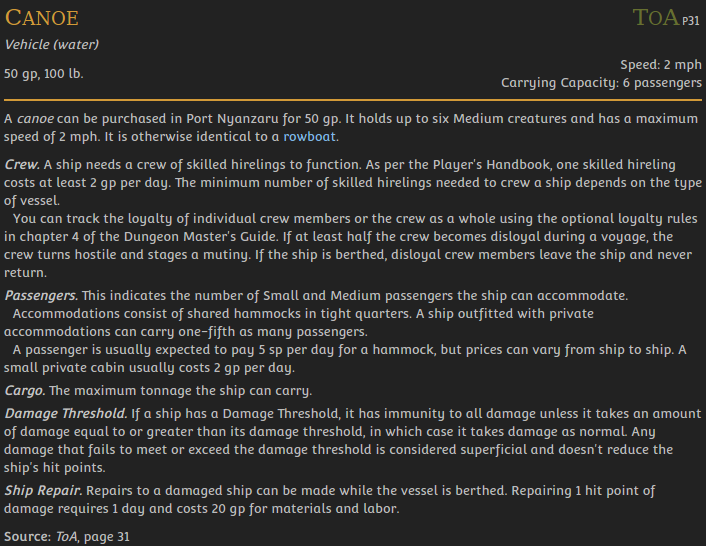 CANOE
TOA P31
Vehicle (water)
50 gp, 100 lb.
Speed: 2 mph
Carrying Capacity: 6 passengers
A canoe can be purchased in Port Nyanzaru for 50 gp. It holds up to six Medium creatures and has a maximum
speed of 2 mph. It is otherwise identical to a rowboat.
Crew. A ship needs a crew of skilled hirelings to function. As per the Player's Handbook, one skilled hireling
costs at least 2 gp per day. The minimum number of skilled hirelings needed to crew a ship depends on the type
of vessel.
You can track the loyalty of individual crew members or the crew as a whole using the optional loyalty rules
in chapter 4 of the Dungeon Master's Guide. If at least half the crew becomes disloyal during a voyage, the
crew turns hostile and stages a mutiny. If the ship is berthed, disloyal crew members leave the ship and never
return.
Passengers. This indicates the number of Small and Medium passengers the ship can accommodate.
Accommodations consist of shared hammocks in tight quarters. A ship outfitted with private
accommodations can carry one-fifth as many passengers.
A passenger is usually expected to pay 5 sp per day for a hammock, but prices can vary from ship to ship. A
small private cabin usually costs 2 gp per day.
Cargo. The maximum tonnage the ship can carry.
Damage Threshold. If a ship has a Damage Threshold, it has immunity to all damage unless it takes an amount
of damage equal to or greater than its damage threshold, in which case it takes damage as normal. Any
damage that fails to meet or exceed the damage threshold is considered superficial and doesn't reduce the
ship's hit points.
Ship Repair. Repairs to a damaged ship can be made while the vessel is berthed. Repairing 1 hit point of
damage requires 1 day and costs 20 gp for materials and labor.
Source: ToA, page 31